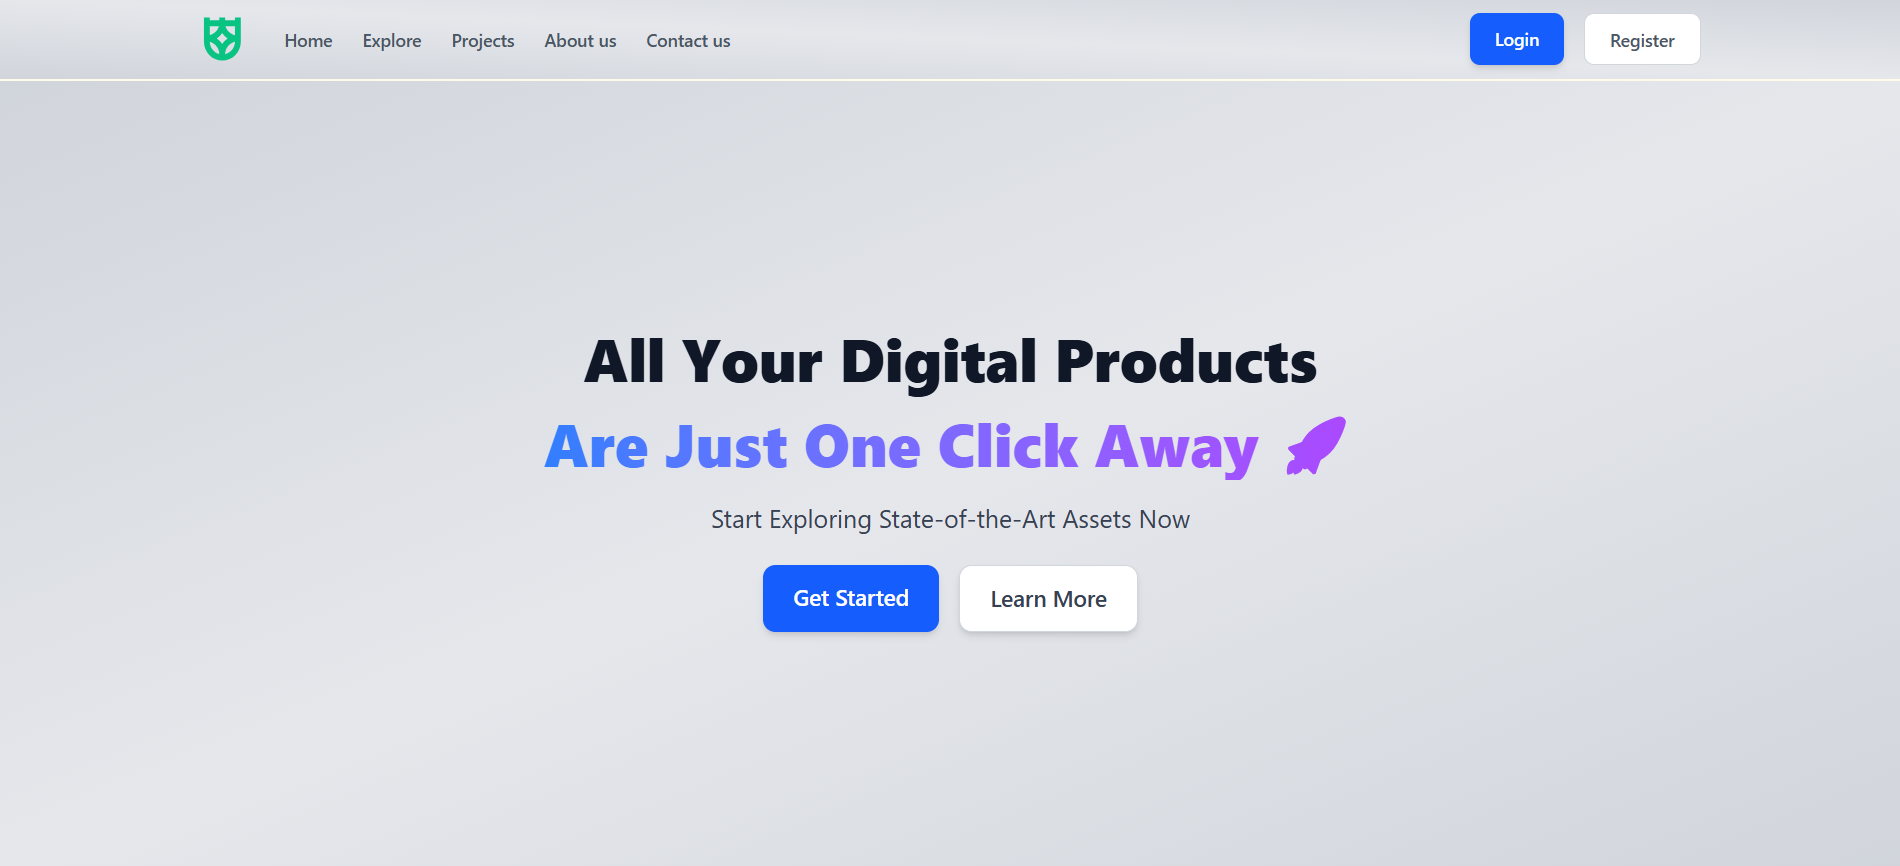 Home Explore Projects About us Contact us Login Register
All Your Digital Products
Are Just One Click Away
Start Exploring State-of-the-Art Assets Now
Get Started Learn More